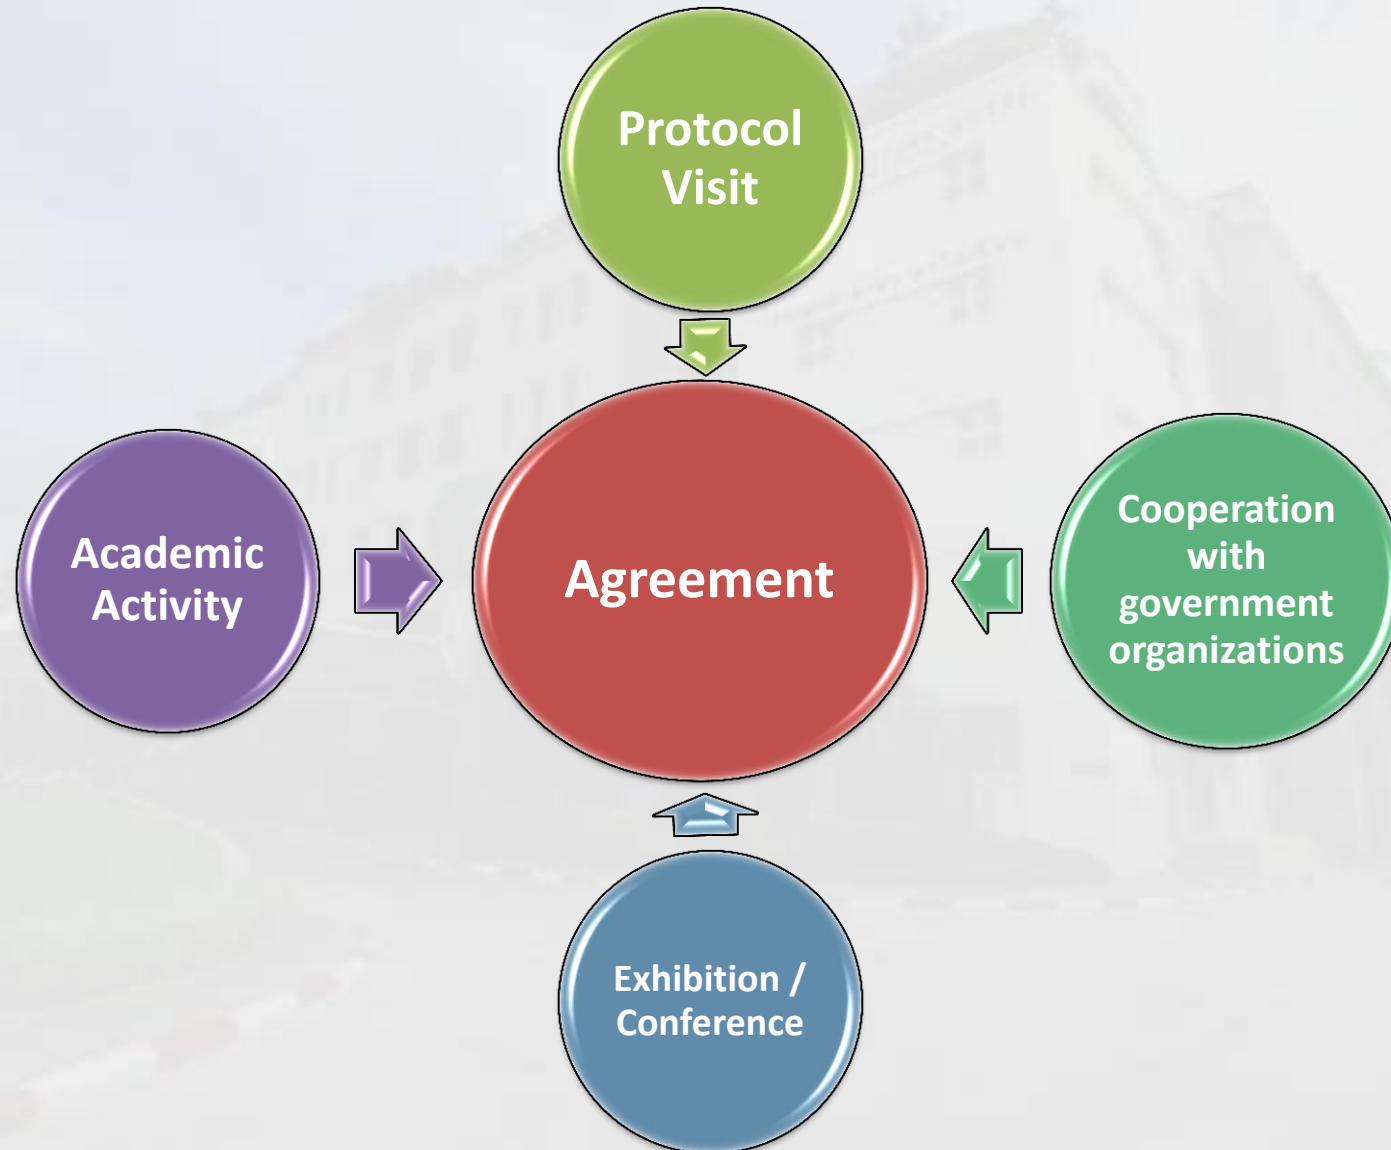 Protocol
Visit
Academic
Activity
Agreement
Cooperation
with
government
organizations
Exhibition /
Conference